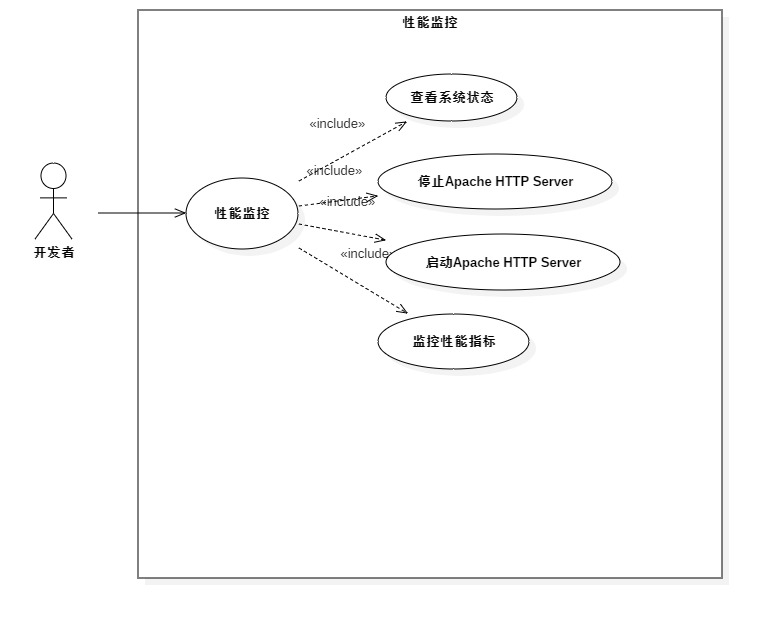 性能监控
查看系统状态
«include»
«include»
停止Apache HTTP Server
«include»
性能监控
开发者
«include»
启动Apache HTTP Server
监控性能指标